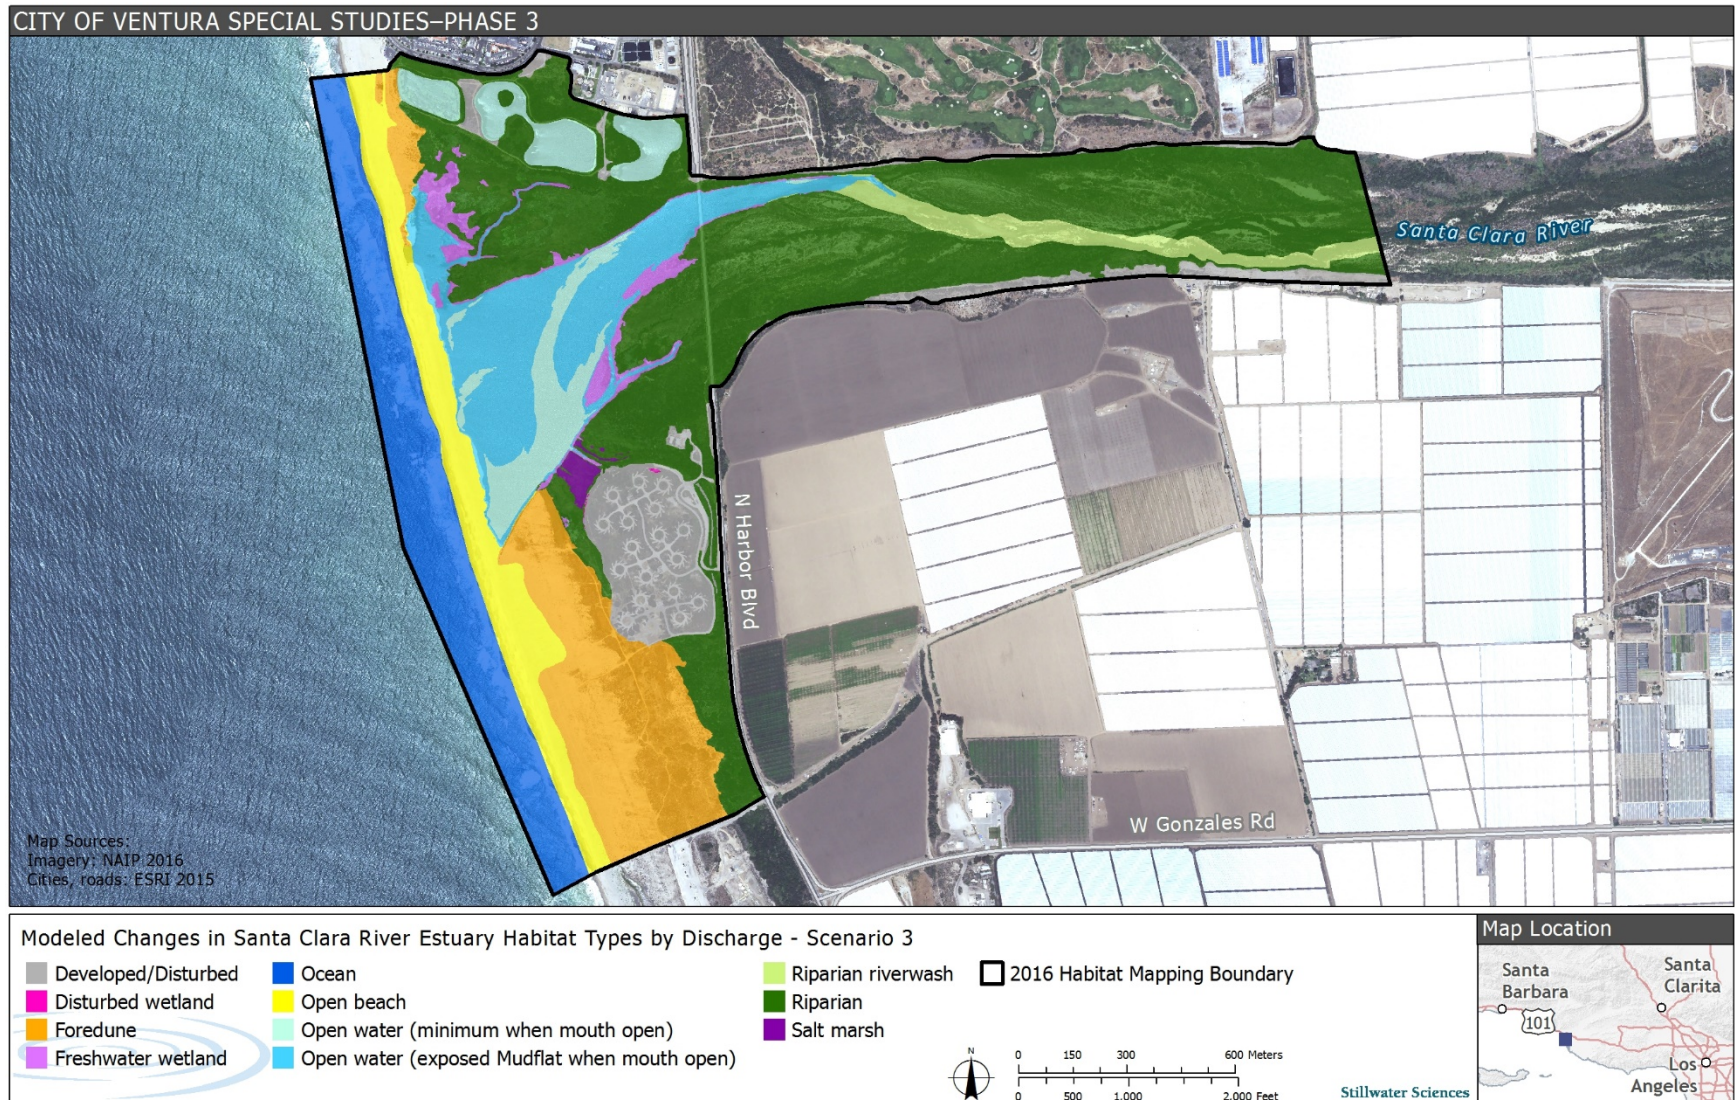 CITY OF VENTURA SPECIAL STUDIES–PHASE 3
Santa Clara River
N Harbor Blvd
W Gonzales Rd
Map Sources:
Imagery: NAIP 2016
Cities, roads: ESRI 2015
Modeled Changes in Santa Clara River Estuary Habitat Types by Discharge - Scenario 3
Developed/Disturbed
Disturbed wetland
Foredune
Freshwater wetland
Ocean
Open beach
Open water (minimum when mouth open)
Open water (exposed Mudflat when mouth open)
Riparian riverwash
Riparian
Salt marsh
2016 Habitat Mapping Boundary
N
0 150 300 600 Meters
0 500 1,000 2,000 Feet
Stillwater Sciences
Map Location
Santa
Barbara
Santa
Clarita
101
Los
Angeles